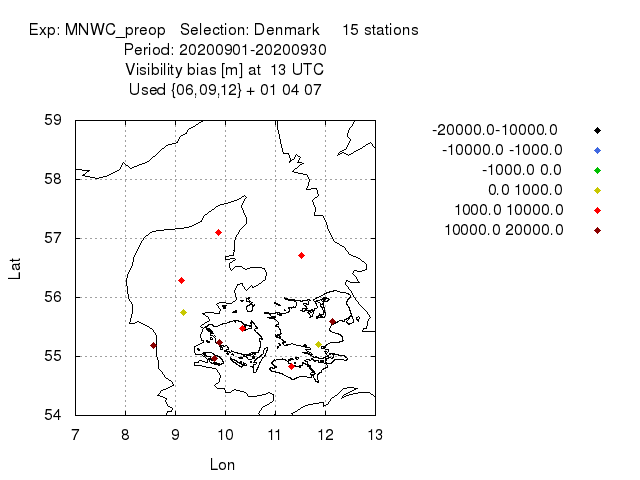 Exp: MNWC_preop Selection: Denmark 15 stations
Period: 20200901-20200930
Visibility bias [m] at 13 UTC
Used {06,09,12} + 01 04 07
-20000.0-10000.0
-10000.0 -1000.0
-1000.0 0.0
0.0 1000.0
1000.0 10000.0
10000.0 20000.0
Lat
59
58
57
56
55
54
7 8 9 10 11 12 13
Lon